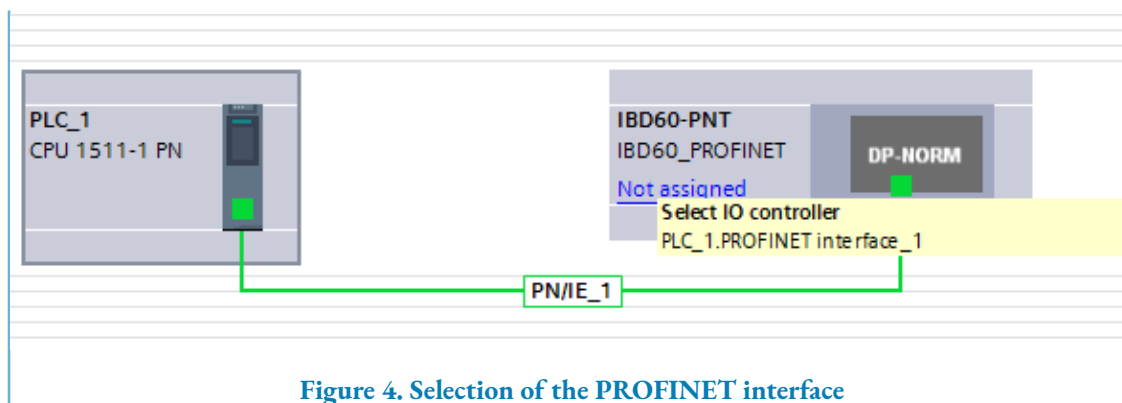 PLC_1
CPU 1511-1 PN
IBD60-PNT
IBD60_PROFINET
DP-NORM
Not assigned
Select IO controller
PLC_1.PROFINET interface_1
PN/IE_1
Figure 4. Selection of the PROFINET interface